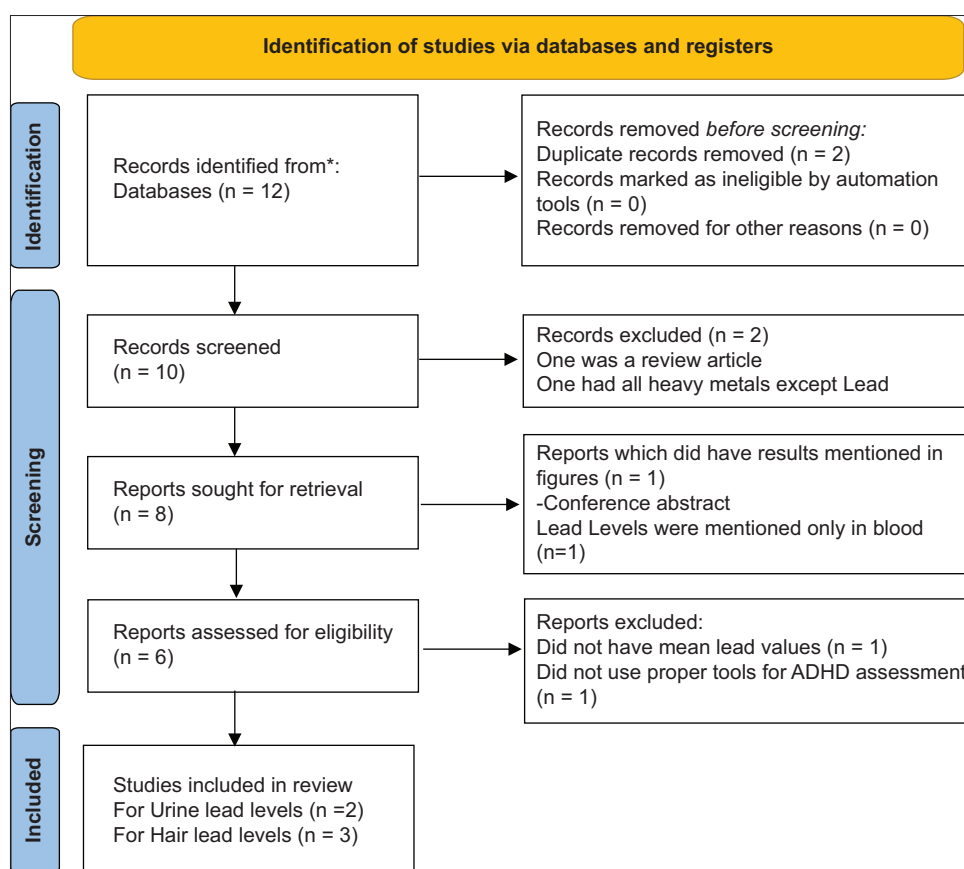 Identification of studies via databases and registers
Identification
Records identified from*:
Databases (n = 12)
Records removed before screening:
Duplicate records removed (n = 2)
Records marked as ineligible by automation
tools (n = 0)
Records removed for other reasons (n = 0)
Screening
Records screened
(n = 10)
Records excluded (n = 2)
One was a review article
One had all heavy metals except Lead
Reports sought for retrieval
(n = 8)
Reports which did have results mentioned in
figures (n = 1)
-Conference abstract
Lead Levels were mentioned only in blood
(n=1)
Reports assessed for eligibility
(n = 6)
Reports excluded:
Did not have mean lead values (n = 1)
Did not use proper tools for ADHD assessment
(n = 1)
Included
Studies included in review
For Urine lead levels (n =2)
For Hair lead levels (n = 3)